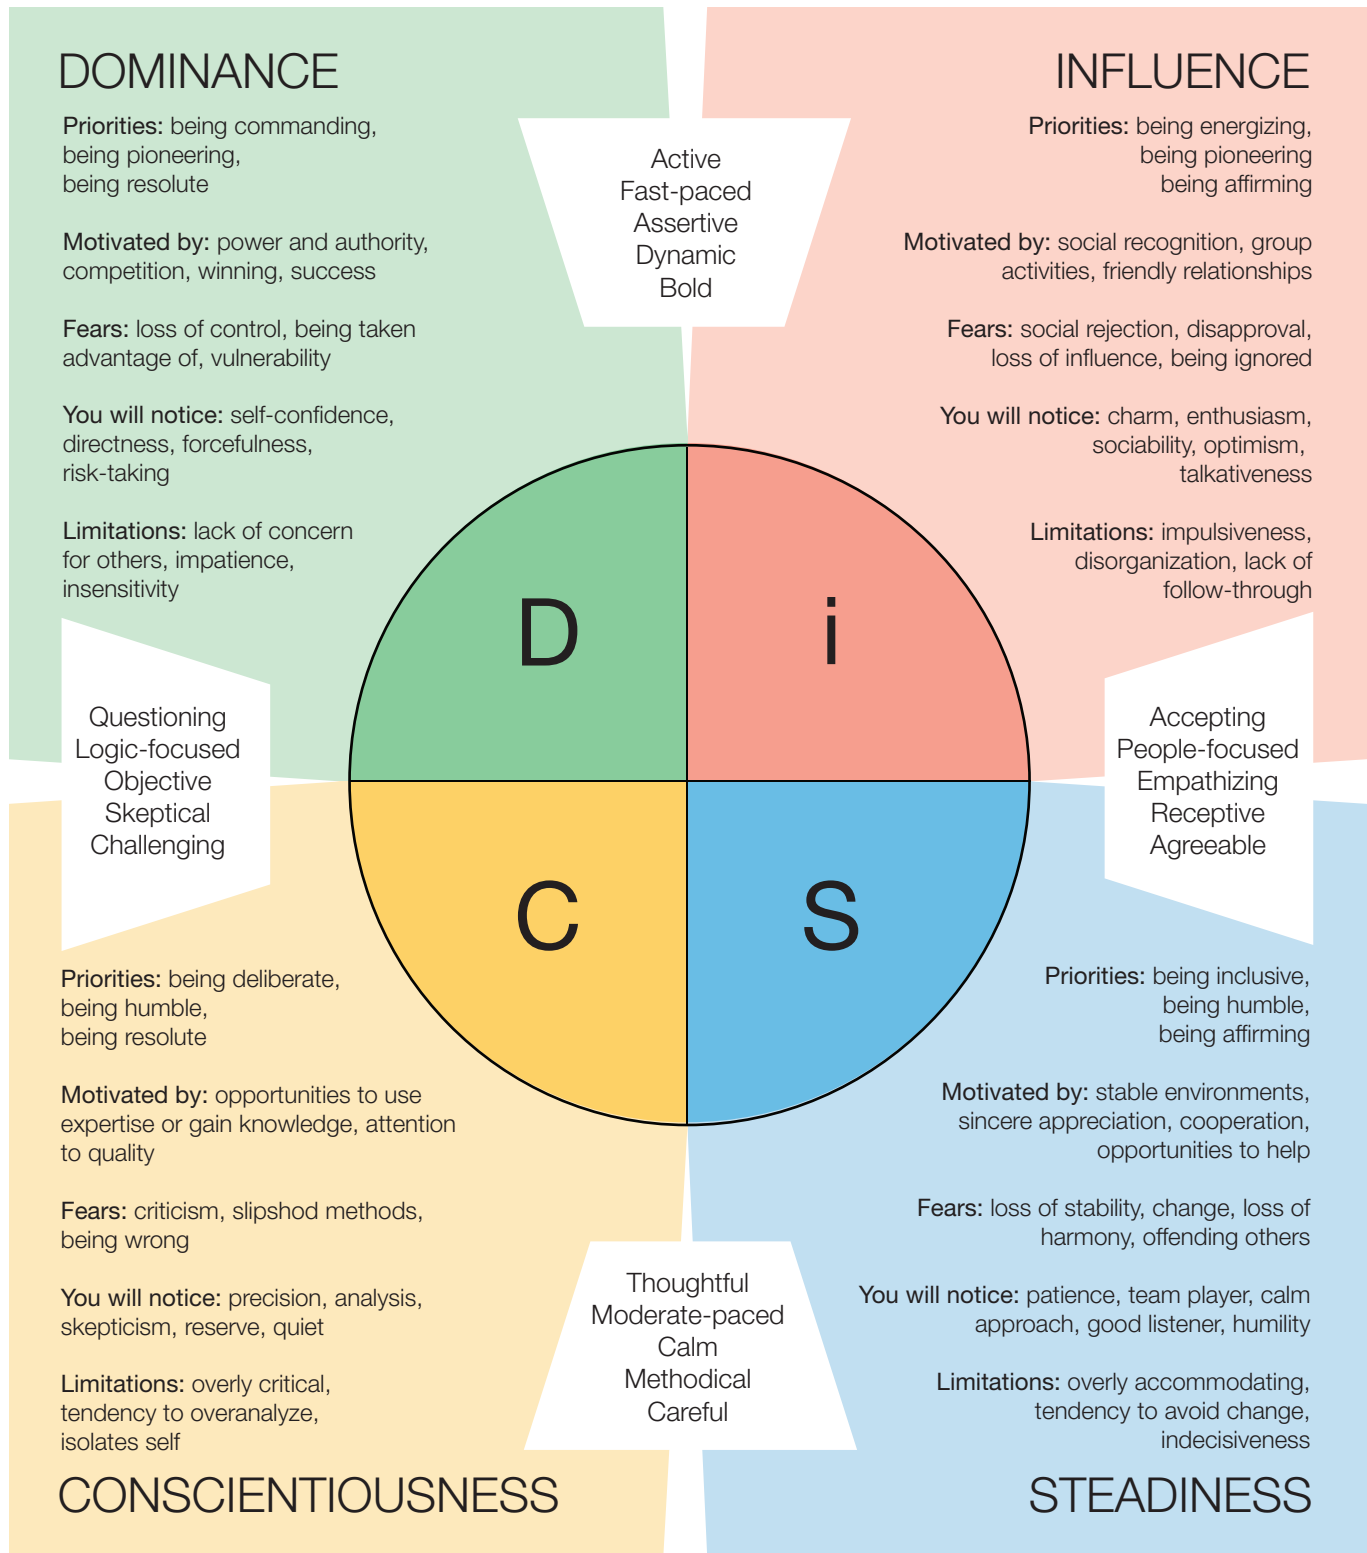 DOMINANCE
Priorities: being commanding,
being pioneering,
being resolute
Motivated by: power and authority,
competition, winning, success
Fears: loss of control, being taken
advantage of, vulnerability
You will notice: self-confidence,
directness, forcefulness,
risk-taking
Limitations: lack of concern
for others, impatience,
insensitivity
Active
Fast-paced
Assertive
Dynamic
Bold
INFLUENCE
Priorities: being energizing,
being pioneering
being affirming
Motivated by: social recognition, group
activities, friendly relationships
Fears: social rejection, disapproval,
loss of influence, being ignored
You will notice: charm, enthusiasm,
sociability, optimism,
talkativeness
Limitations: impulsiveness,
disorganization, lack of
follow-through
D
i
Questioning
Logic-focused
Objective
Skeptical
Challenging
Accepting
People-focused
Empathizing
Receptive
Agreeable
C
S
Priorities: being deliberate,
being humble,
being resolute
Motivated by: opportunities to use
expertise or gain knowledge, attention
to quality
Fears: criticism, slipshod methods,
being wrong
You will notice: precision, analysis,
skepticism, reserve, quiet
Limitations: overly critical,
tendency to overanalyze,
isolates self
CONSCIENTIOUSNESS
Thoughtful
Moderate-paced
Calm
Methodical
Careful
Priorities: being inclusive,
being humble,
being affirming
Motivated by: stable environments,
sincere appreciation, cooperation,
opportunities to help
Fears: loss of stability, change, loss of
harmony, offending others
You will notice: patience, team player, calm
approach, good listener, humility
Limitations: overly accommodating,
tendency to avoid change,
indecisiveness
STEADINESS